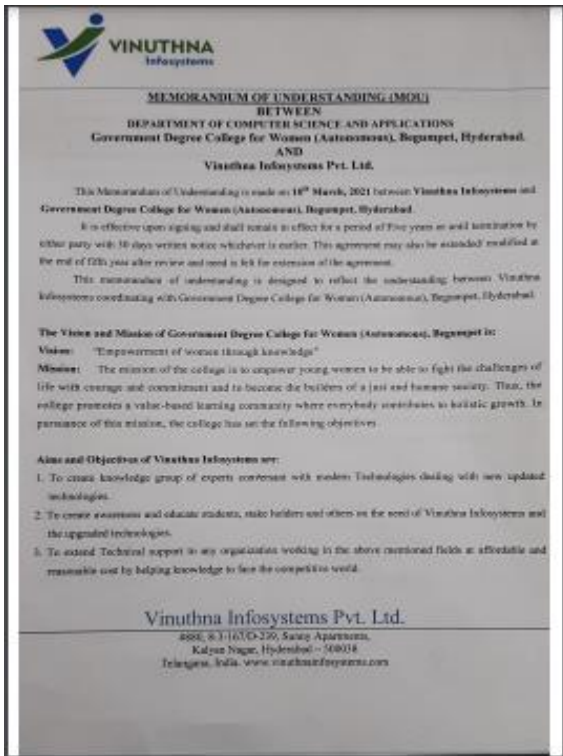 VINUTHNA
Infosystems
MEMORANDUM OF UNDERSTANDING (MOU)
BETWEEN
DEPARTMENT OF COMPUTER SCIENCE AND APPLICATIONS
Government Degree College for Women (Autonomous), Begumpet, Hyderabad.
AND
Vinuthna Infosystems Pvt. Ltd.
This Memorandum of Understanding is made on 10th March, 2021 between Vinuthna Infosystems and
Government Degree College for Women (Autonomous), Begumpet, Hyderabad.
It is effective upon signing and shall remain in effect for a period of Five years or until termination by
either party with 30 days written notice whichever is earlier. This agreement may also be extended/ modified at
the end of fifth year after review and need is felt for extension of the agreement.
This memorandum of understanding is designed to reflect the understanding between Vinuthna
Infosystems coordinating with Government Degree College for Women (Autonomous), Begumpet, Hyderabad.
The Vision and Mission of Government Degree College for Women (Autonomous), Begumpet is:
Vision: "Empowerment of women through knowledge"
Mission: The mission of the college is to empower young women to be able to fight the challenges of
life with courage and commitment and to become the builders of a just and humane society. Thus, the
college promotes a value-based learning community where everybody contributes to holistic growth. In
pursuance of this mission, the college has set the following objectives.
Aims and Objectives of Vinuthna Infosystems are:
1. To create knowledge group of experts conversant with modern Technologies dealing with new updated
technologies.
2. To create awareness and educate students, stake holders and others on the need of Vinuthna Infosystems and
the upgraded technologies.
3. To extend Technical support to any organization working in the above mentioned fields at affordable and
reasonable cost by helping knowledge to face the competitive world.
Vinuthna Infosystems Pvt. Ltd.
#880, 8-3-167/D-239, Sunny Apartments,
Kalyan Nagar, Hyderabad – 500038
Telangana, India. www.vinuthnainfosystems.com